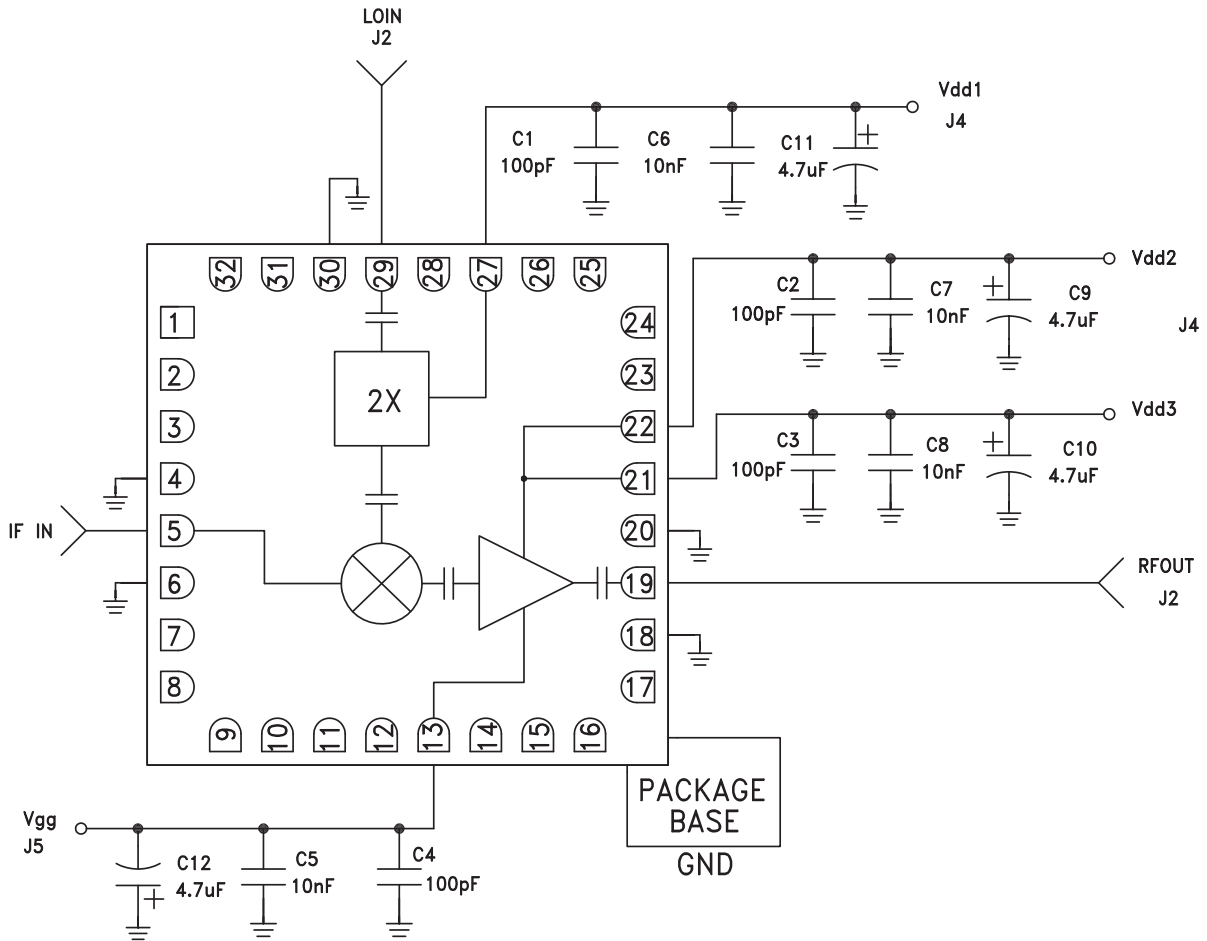 LOIN
J2
Vdd1
J4
C1
100pF
C6
10nF
C11
4.7uF
+
32
31
30
29
28
27
26
25
Vdd2
C2
100pF
C7
10nF
+
C9
4.7uF
J4
1
2
3
4
5
6
7
8
2X
24
23
22
21
20
19
18
17
Vdd3
C3
100pF
C8
10nF
+
C10
4.7uF
IF IN
RFOUT
J2
9
10
11
12
13
14
15
16
PACKAGE
BASE
GND
Vgg
J5
C12
4.7uF
+
C5
10nF
C4
100pF